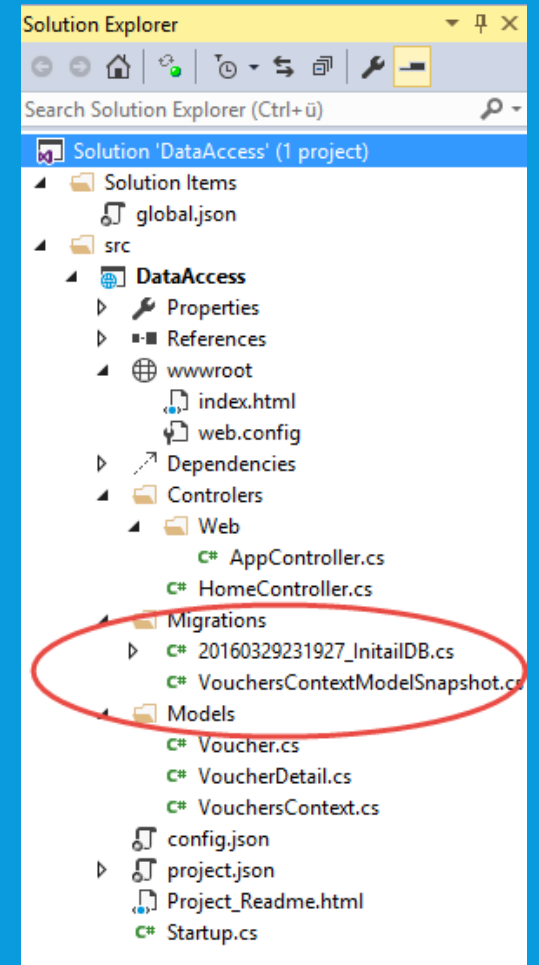 Solution Explorer
Search Solution Explorer (Ctrl+ü)
Solution 'DataAccess' (1 project)
Solution Items
global.json
src
DataAccess
Properties
References
wwwroot
index.html
web.config
Dependencies
Controlers
Web
C# AppController.cs
C# HomeController.cs
Migrations
C# 20160329231927_InitailDB.cs
C# VouchersContextModelSnapshot.cs
Models
C# Voucher.cs
C# VoucherDetail.cs
C# VouchersContext.cs
config.json
project.json
Project_Readme.html
C# Startup.cs